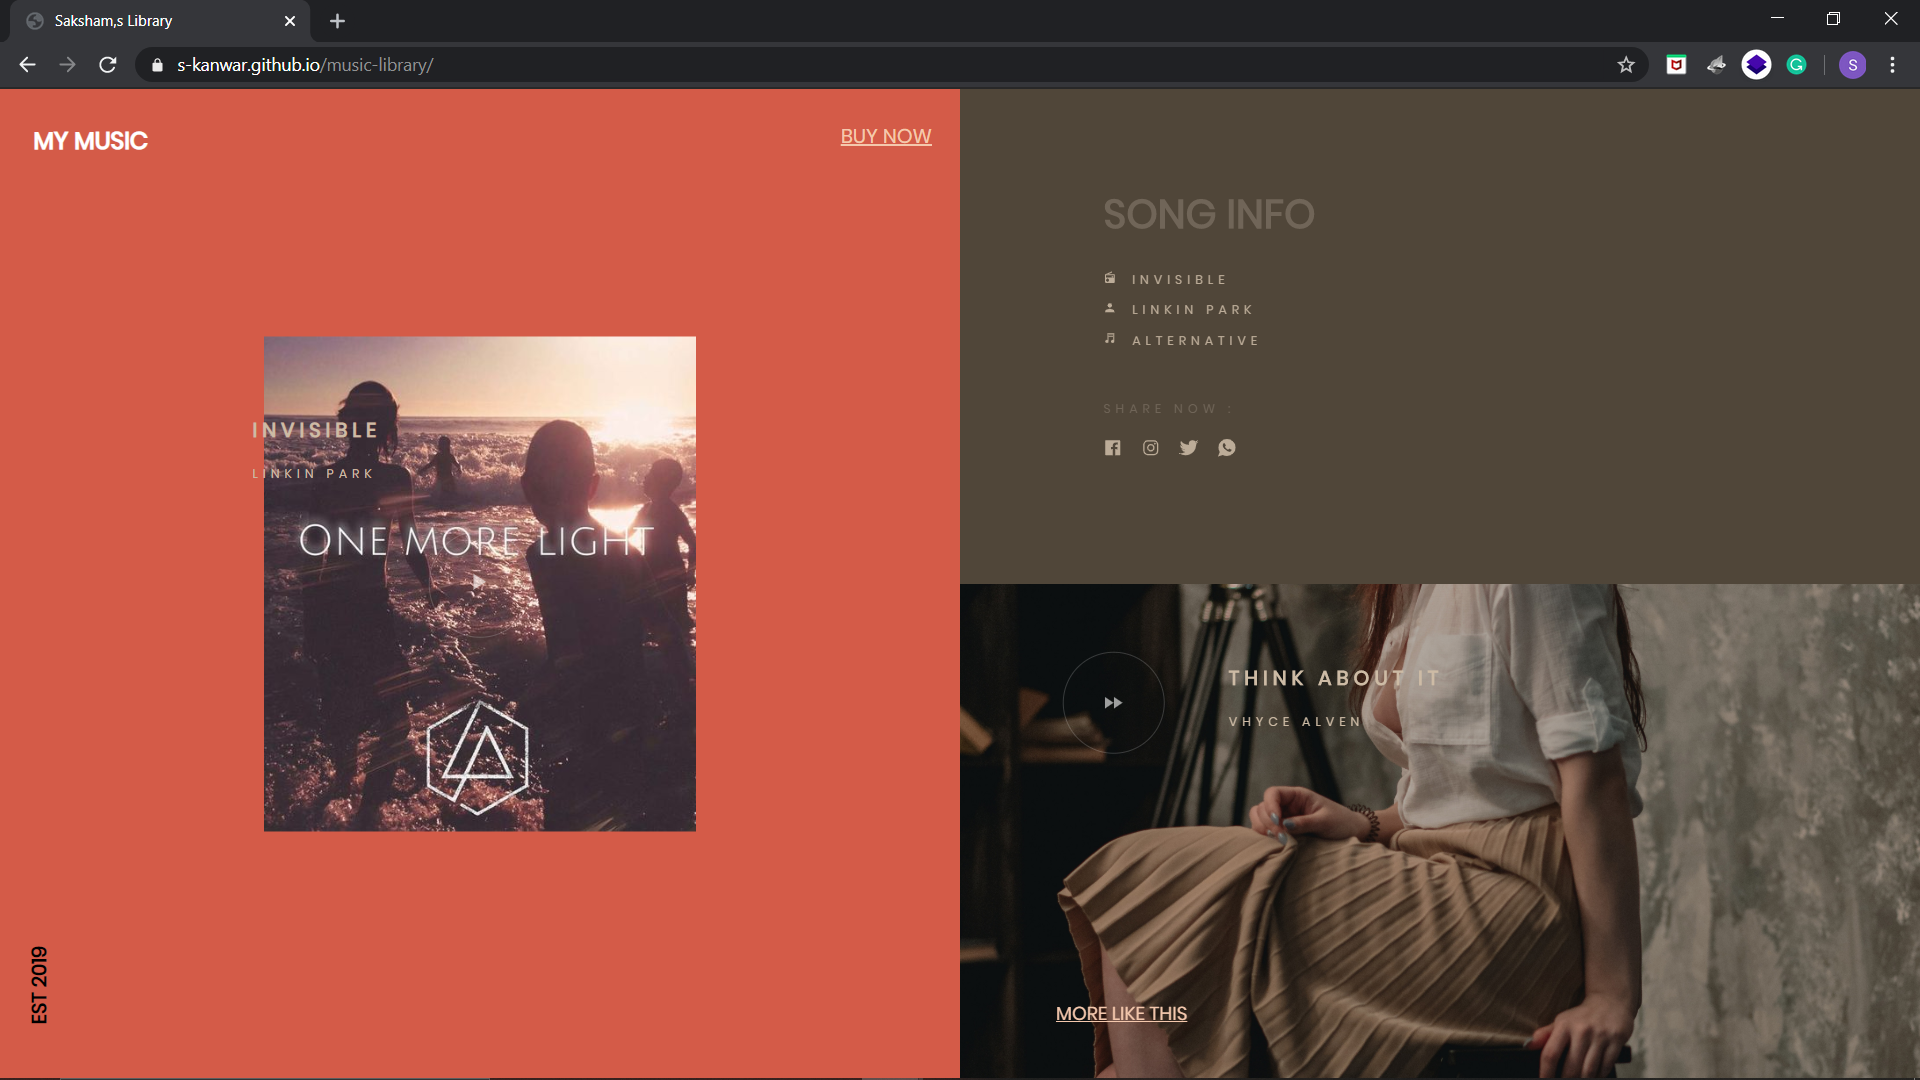 Saksham,s Library
s-kanwar.github.io/music-library/
S
MY MUSIC
BUY NOW
INVISIBLE
LINKIN PARK
ONE MORE LIGHT
EST 2019
SONG INFO
INVISIBLE
LINKIN PARK
ALTERNATIVE
SHARE NOW :
THINK ABOUT IT
VHYCE ALVEN
MORE LIKE THIS